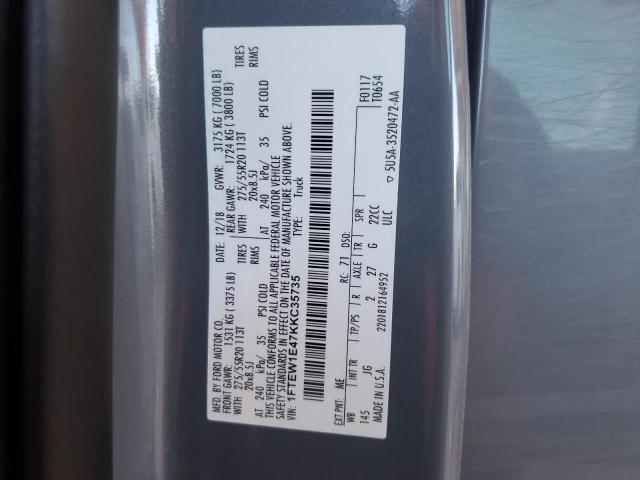 MFD. BY FORD MOTOR CO.
DATE: 12/18 GVWR: 3175 KG ( 7000 LB)
FRONT GAWR: 1531 KG ( 3375 LB) REAR GAWR: 1724 KG ( 3800 LB)
WITH 275/55R20 113T TIRES WITH 275/55R20 113T TIRES
20x8.5J RIMS 20x8.5J RIMS
AT 240 kPa/ 35 PSI COLD AT 240 kPa/ 35 PSI COLD
THIS VEHICLE CONFORMS TO ALL APPLICABLE FEDERAL MOTOR VEHICLE
SAFETY STANDARDS IN EFFECT ON THE DATE OF MANUFACTURE SHOWN ABOVE.
VIN: 1FTEW1E47KKC35735 TYPE: Truck
F0117
T0654
EXT PNT: ME RC: 71 DSO:
WB INT TR TP/PS R AXLE TR SPR
145 JG 2 27 G 22CC
MADE IN U.S.A. 2201812164952 ULC
▽ 5U5A-3520472-AA